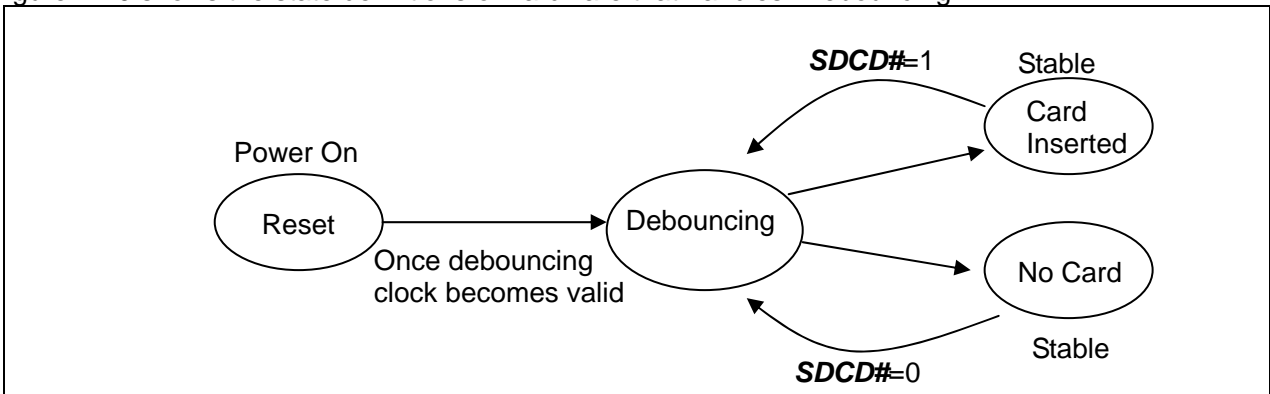 SDCD#=1
Stable
Card
Inserted
Power On
Reset
Debouncing
Once debouncing
clock becomes valid
No Card
Stable
SDCD#=0